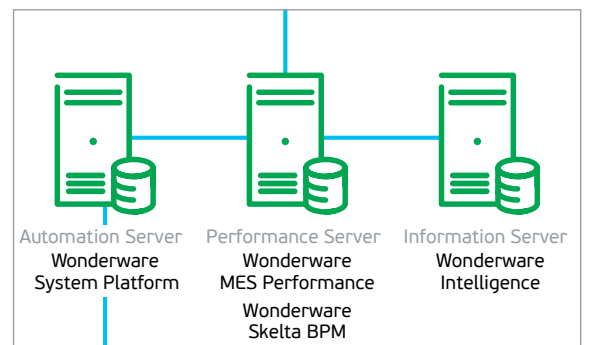 Automation Server
Wonderware
System Platform
Performance Server
Wonderware
MES Performance
Wonderware
Skelta BPM
Information Server
Wonderware
Intelligence